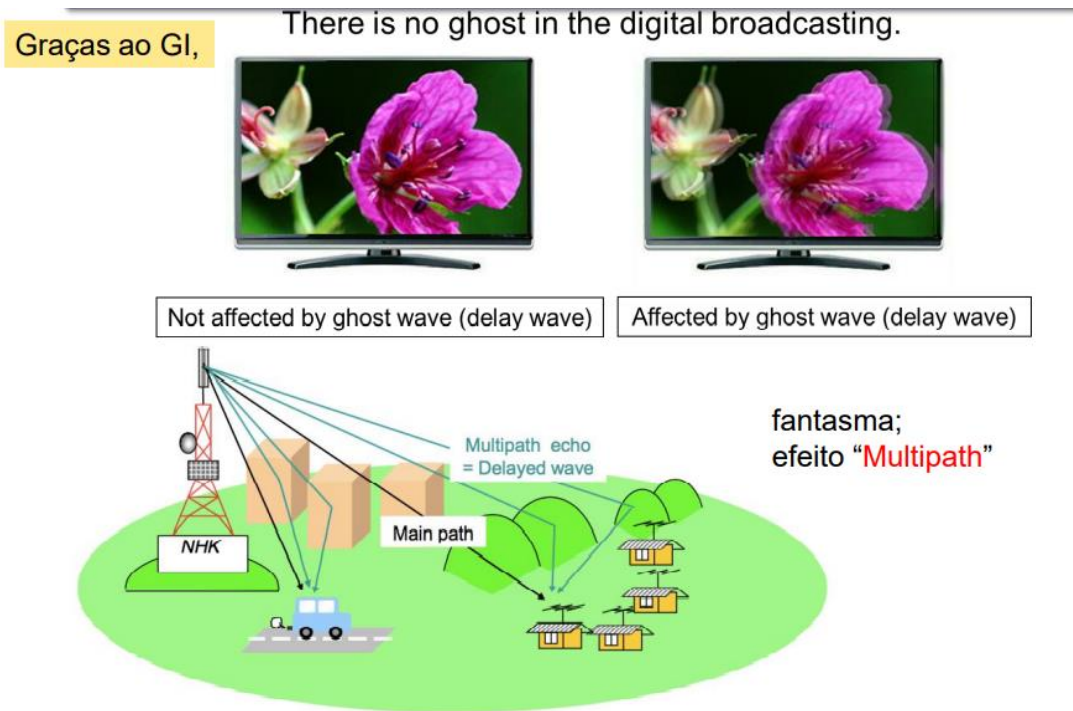 There is no ghost in the digital broadcasting.
Graças ao GI,
Not affected by ghost wave (delay wave)
Affected by ghost wave (delay wave)
Multipath echo
= Delayed wave
fantasma;
efeito “Multipath”
Main path
NHK